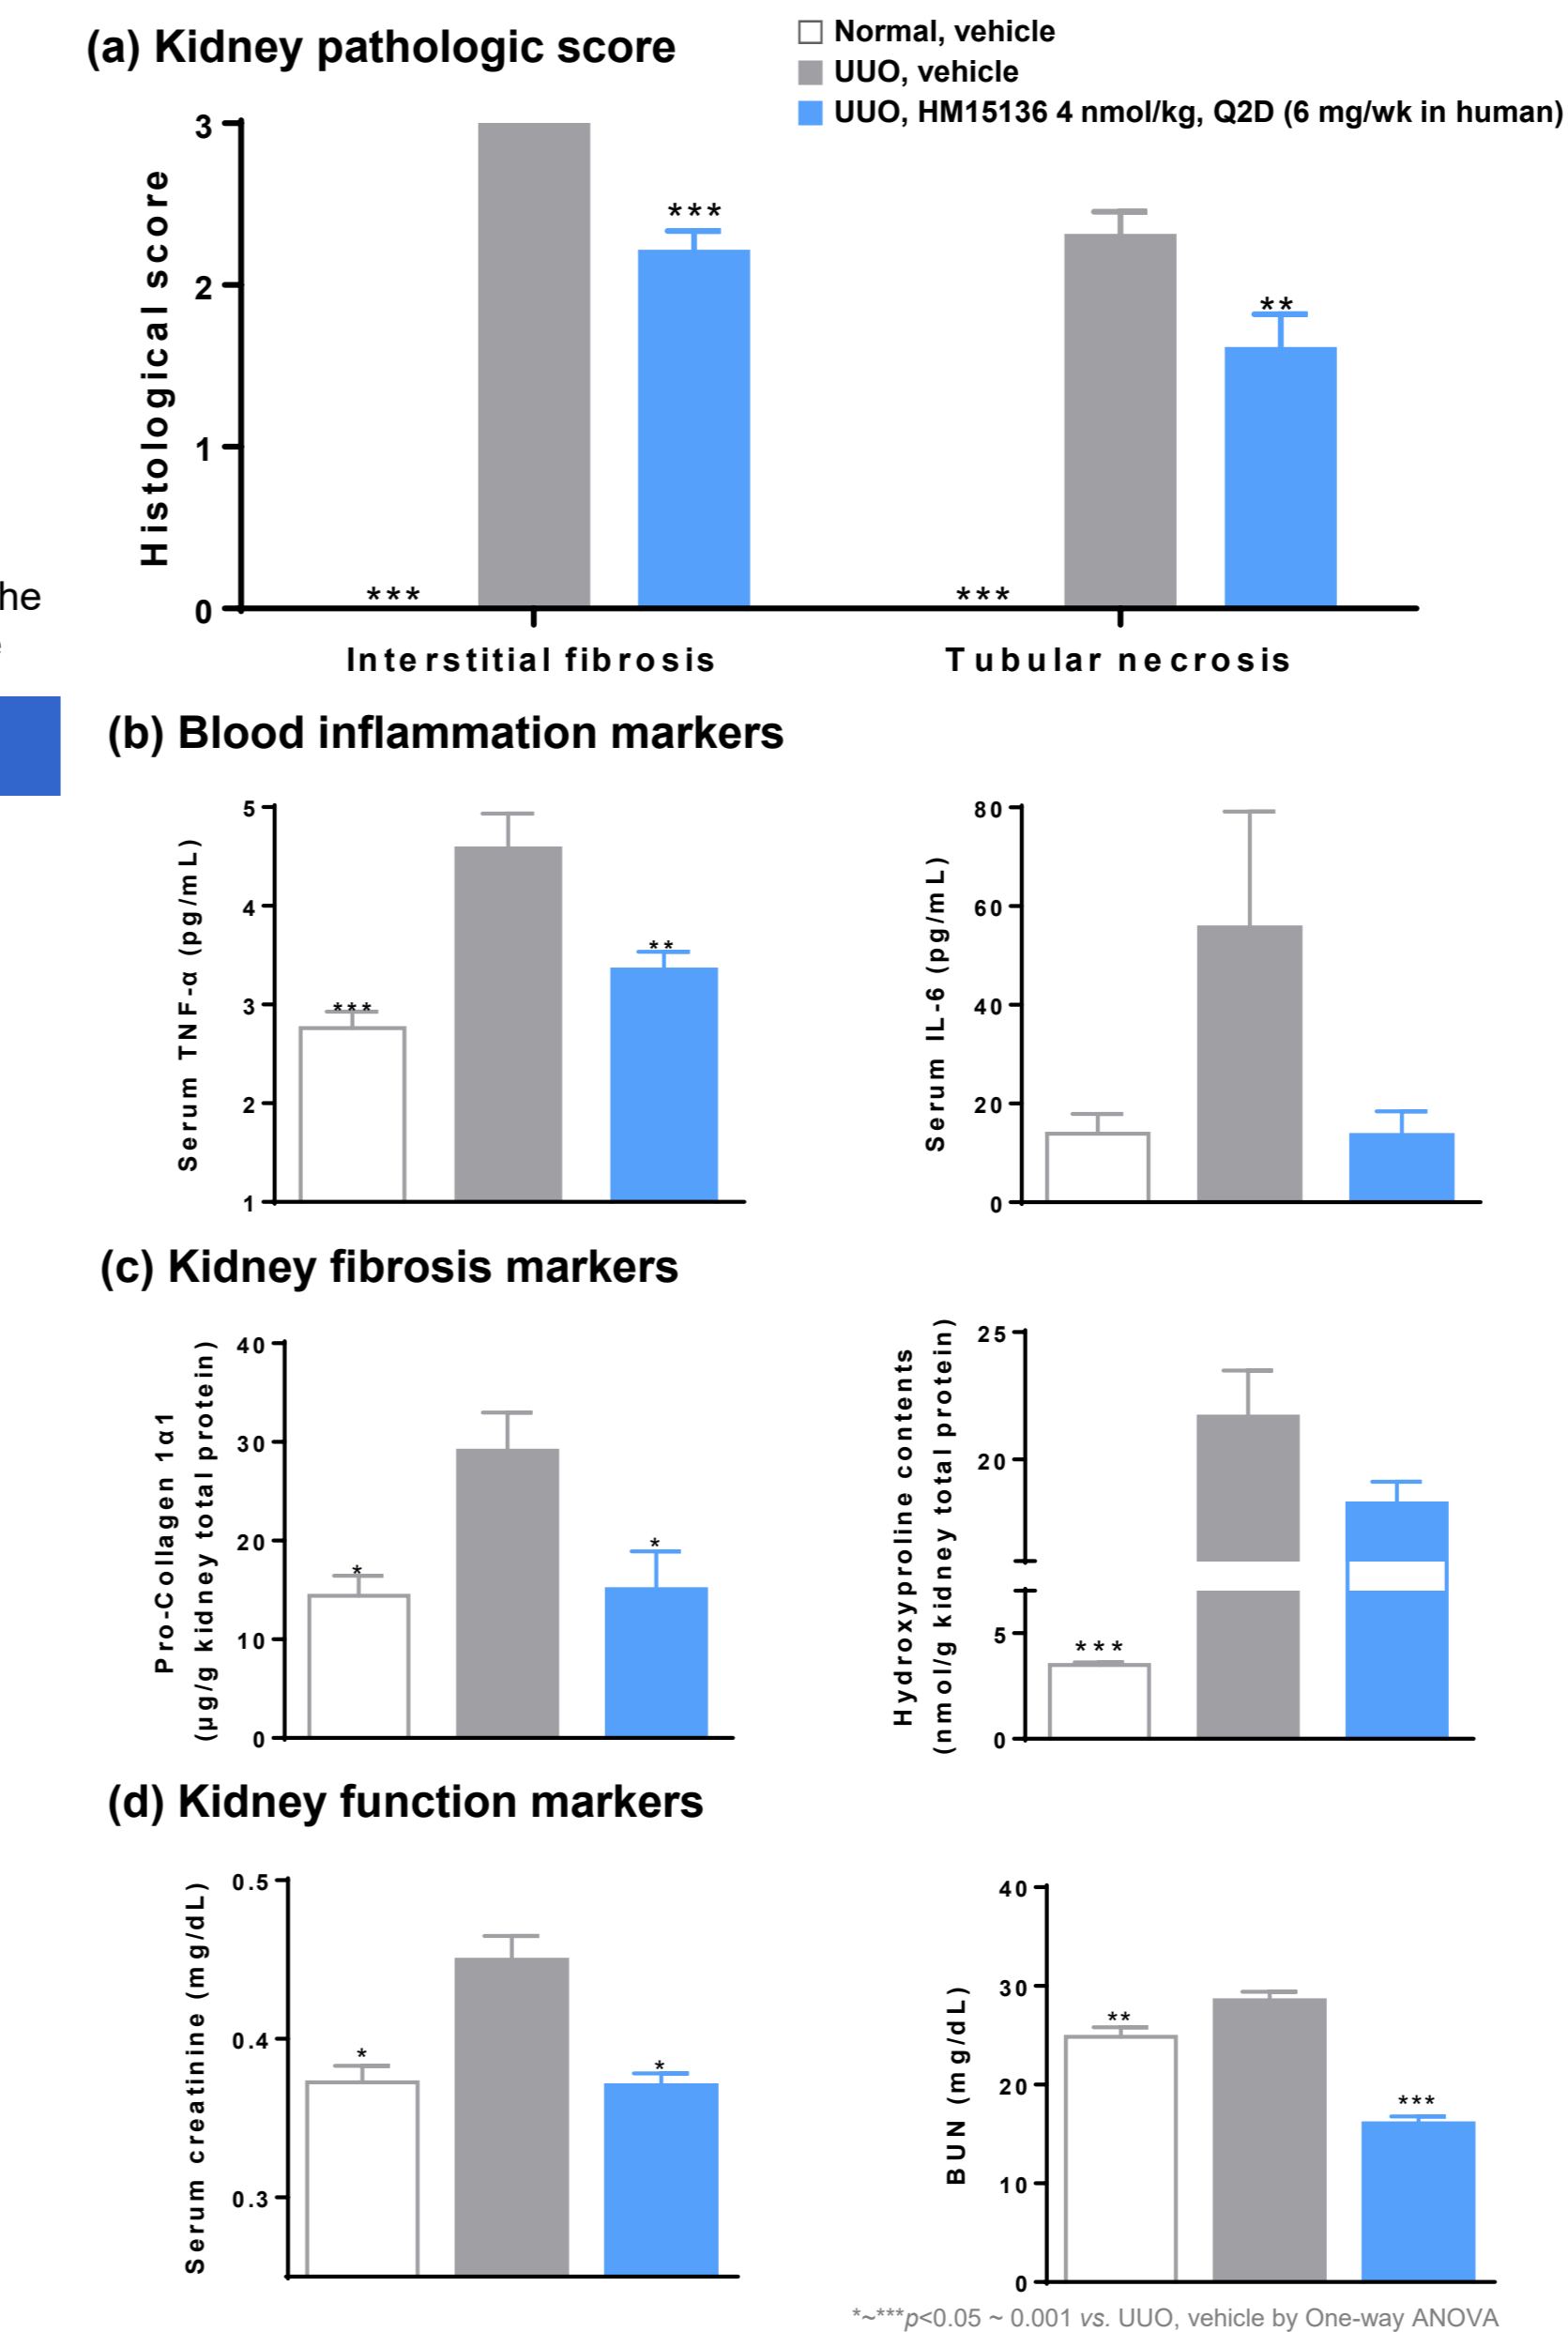 (a) Kidney pathologic score
Normal, vehicle
UUO, vehicle
UUO, HM15136 4 nmol/kg, Q2D (6 mg/wk in human)
Histological score
3
2
1
0
***
***
***
**
Interstitial fibrosis
Tubular necrosis
he
(b) Blood inflammation markers
Serum TNF-α (pg/mL)
5
4
3
2
1
***
**
Serum IL-6 (pg/mL)
80
60
40
20
0
(c) Kidney fibrosis markers
Pro-Collagen 1α1
(µg/g kidney total protein)
40
30
20
10
0
*
*
Hydroxyproline contents
(nmol/g kidney total protein)
25
20
5
0
***
(d) Kidney function markers
Serum creatinine (mg/dL)
0.5
0.4
0.3
*
*
BUN (mg/dL)
40
30
20
10
0
**
***
*~***p<0.05 ~ 0.001 vs. UUO, vehicle by One-way ANOVA